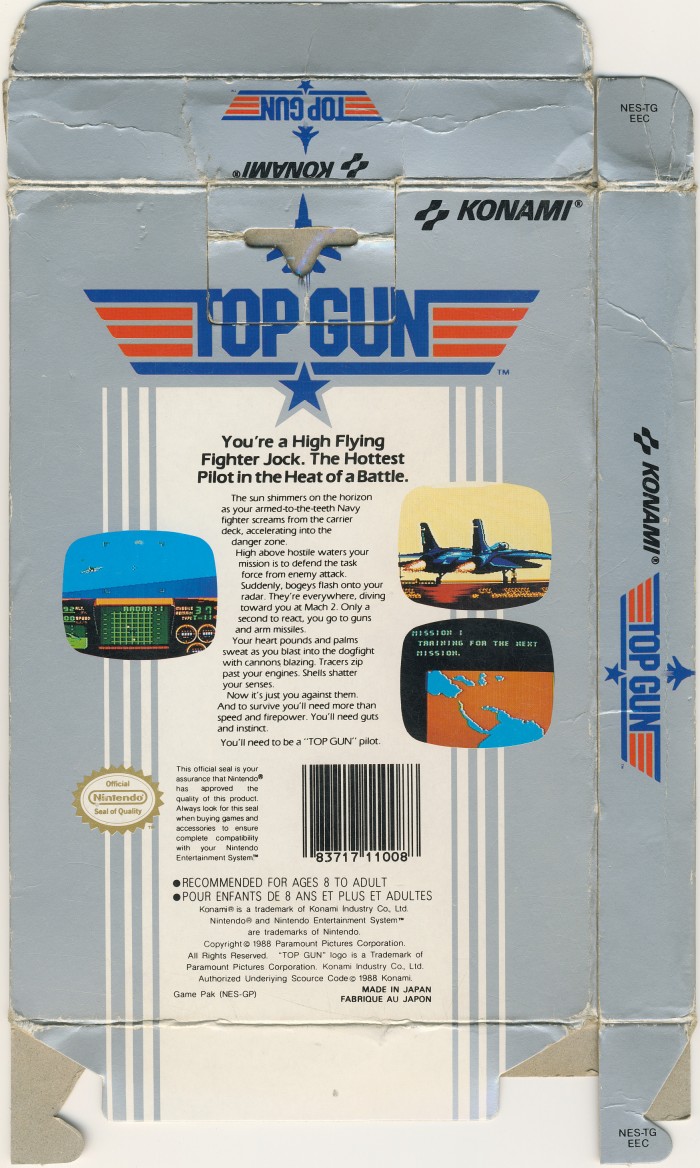 NES-TG
EEC
TOP GUN
KONAMI®
KONAMI®
TOP GUN™
You're a High Flying
Fighter Jock. The Hottest
Pilot in the Heat of a Battle.
The sun shimmers on the horizon
as your armed-to-the-teeth Navy
fighter screams from the carrier
deck, accelerating into the
danger zone.
High above hostile waters your
mission is to defend the task
force from enemy attack.
Suddenly, bogeys flash onto your
radar. They're everywhere, diving
toward you at Mach 2. Only a
second to react, you go to guns
and arm missiles.
Your heart pounds and palms
sweat as you blast into the dogfight
with cannons blazing. Tracers zip
past your engines. Shells shatter
your senses.
Now it's just you against them.
And to survive you'll need more than
speed and firepower. You'll need guts
and instinct.
You'll need to be a "TOP GUN" pilot.
RADAR:
MISSION 1
TRAINING FOR THE NEXT
MISSION.
KONAMI®
TOP GUN™
Official
Nintendo
Seal of Quality
This official seal is your
assurance that Nintendo®
has approved the
quality of this product.
Always look for this seal
when buying games and
accessories to ensure
complete compatibility
with your Nintendo
Entertainment System.™
83717 11008
●RECOMMENDED FOR AGES 8 TO ADULT
●POUR ENFANTS DE 8 ANS ET PLUS ET ADULTES
Konami® is a trademark of Konami Industry Co., Ltd.
Nintendo® and Nintendo Entertainment System™
are trademarks of Nintendo.
Copyright © 1988 Paramount Pictures Corporation.
All Rights Reserved. "TOP GUN" logo is a Trademark of
Paramount Pictures Corporation. Konami Industry Co., Ltd.
Authorized Underiying Scource Code © 1988 Konami.
Game Pak (NES-GP)
MADE IN JAPAN
FABRIQUE AU JAPON
NES-TG
EEC